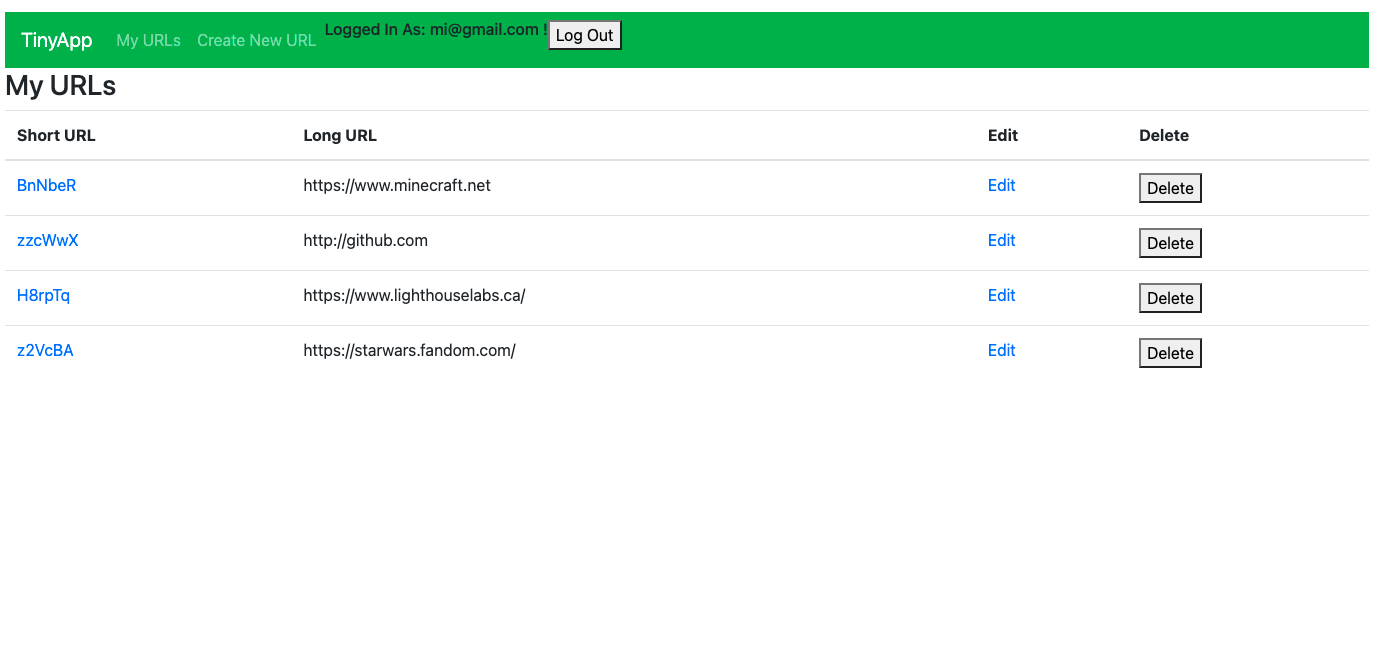 TinyApp My URLs Create New URL Logged In As: mi@gmail.com ! Log Out
My URLs
Short URL Long URL Edit Delete
BnNbeR https://www.minecraft.net Edit Delete
zzcWwX http://github.com Edit Delete
H8rpTq https://www.lighthouselabs.ca/ Edit Delete
z2VcBA https://starwars.fandom.com/ Edit Delete